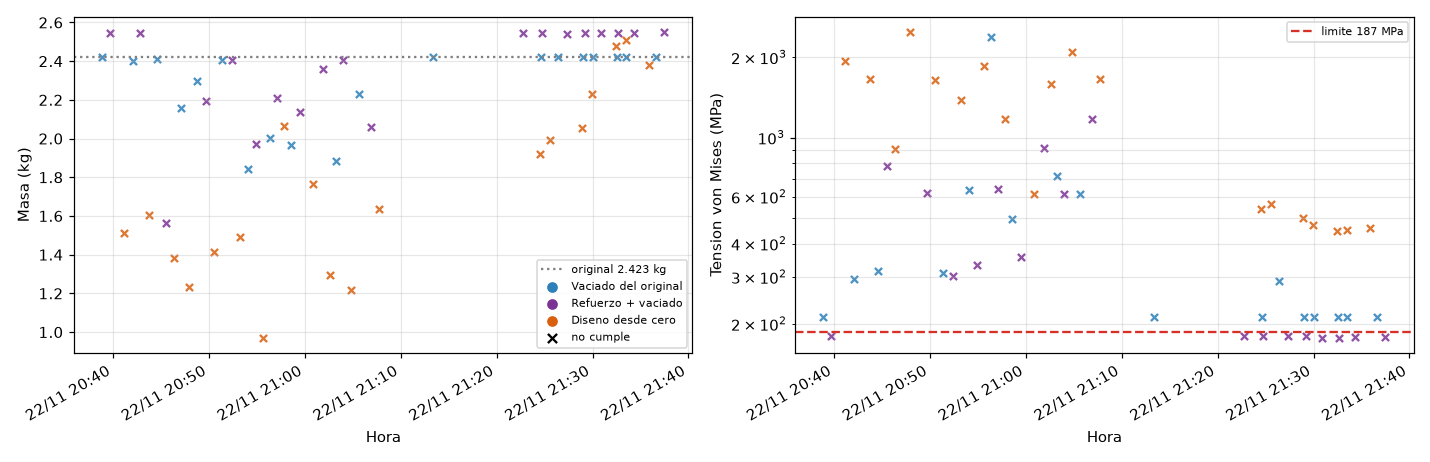 2.6
2.4
2.2
2.0
1.8
1.6
1.4
1.2
1.0
Masa (kg)
22/11 20:40
22/11 20:50
22/11 21:00
22/11 21:10
22/11 21:20
22/11 21:30
22/11 21:40
Hora
original 2.423 kg
Vaciado del original
Refuerzo + vaciado
Diseno desde cero
no cumple
limite 187 MPa
2 × 10³
10³
6 × 10²
4 × 10²
3 × 10²
2 × 10²
Tension von Mises (MPa)
22/11 20:40
22/11 20:50
22/11 21:00
22/11 21:10
22/11 21:20
22/11 21:30
22/11 21:40
Hora